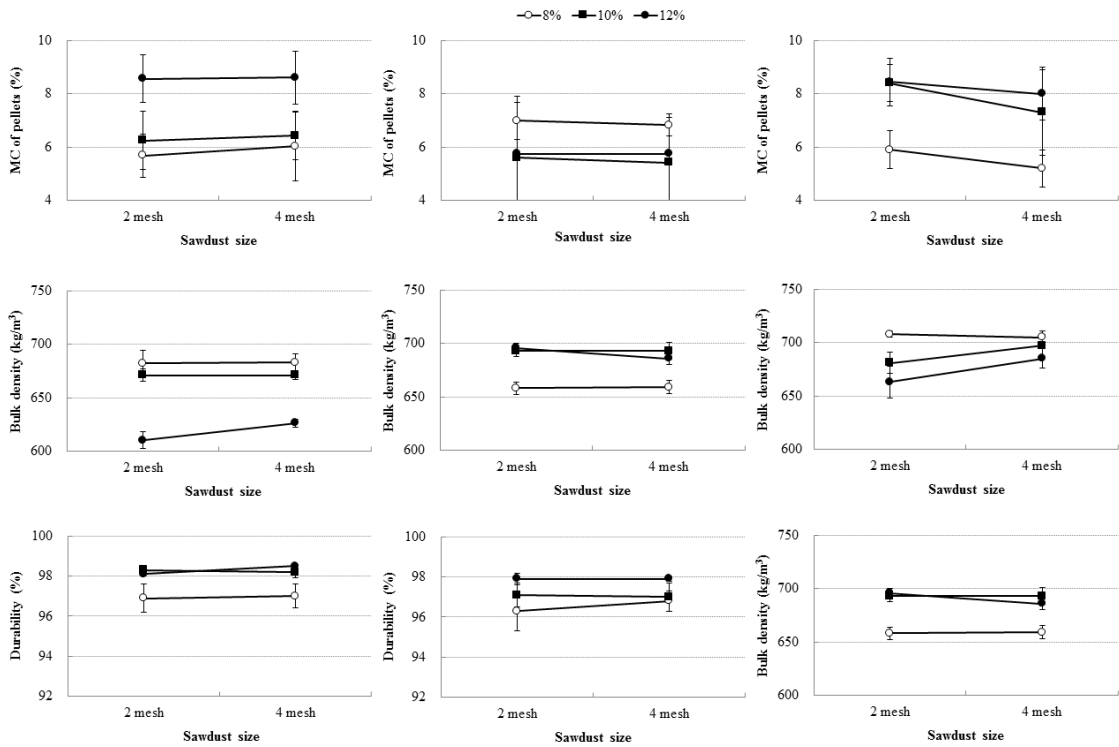 8% 10% 12%
MC of pellets (%)
10
8
6
4
2 mesh 4 mesh
Sawdust size
MC of pellets (%)
10
8
6
4
2 mesh 4 mesh
Sawdust size
MC of pellets (%)
10
8
6
4
2 mesh 4 mesh
Sawdust size
Bulk density (kg/m³)
750
700
650
600
2 mesh 4 mesh
Sawdust size
Bulk density (kg/m³)
750
700
650
600
2 mesh 4 mesh
Sawdust size
Bulk density (kg/m³)
750
700
650
600
2 mesh 4 mesh
Sawdust size
Durability (%)
100
98
96
94
92
2 mesh 4 mesh
Sawdust size
Durability (%)
100
98
96
94
92
2 mesh 4 mesh
Sawdust size
Bulk density (kg/m³)
750
700
650
600
2 mesh 4 mesh
Sawdust size